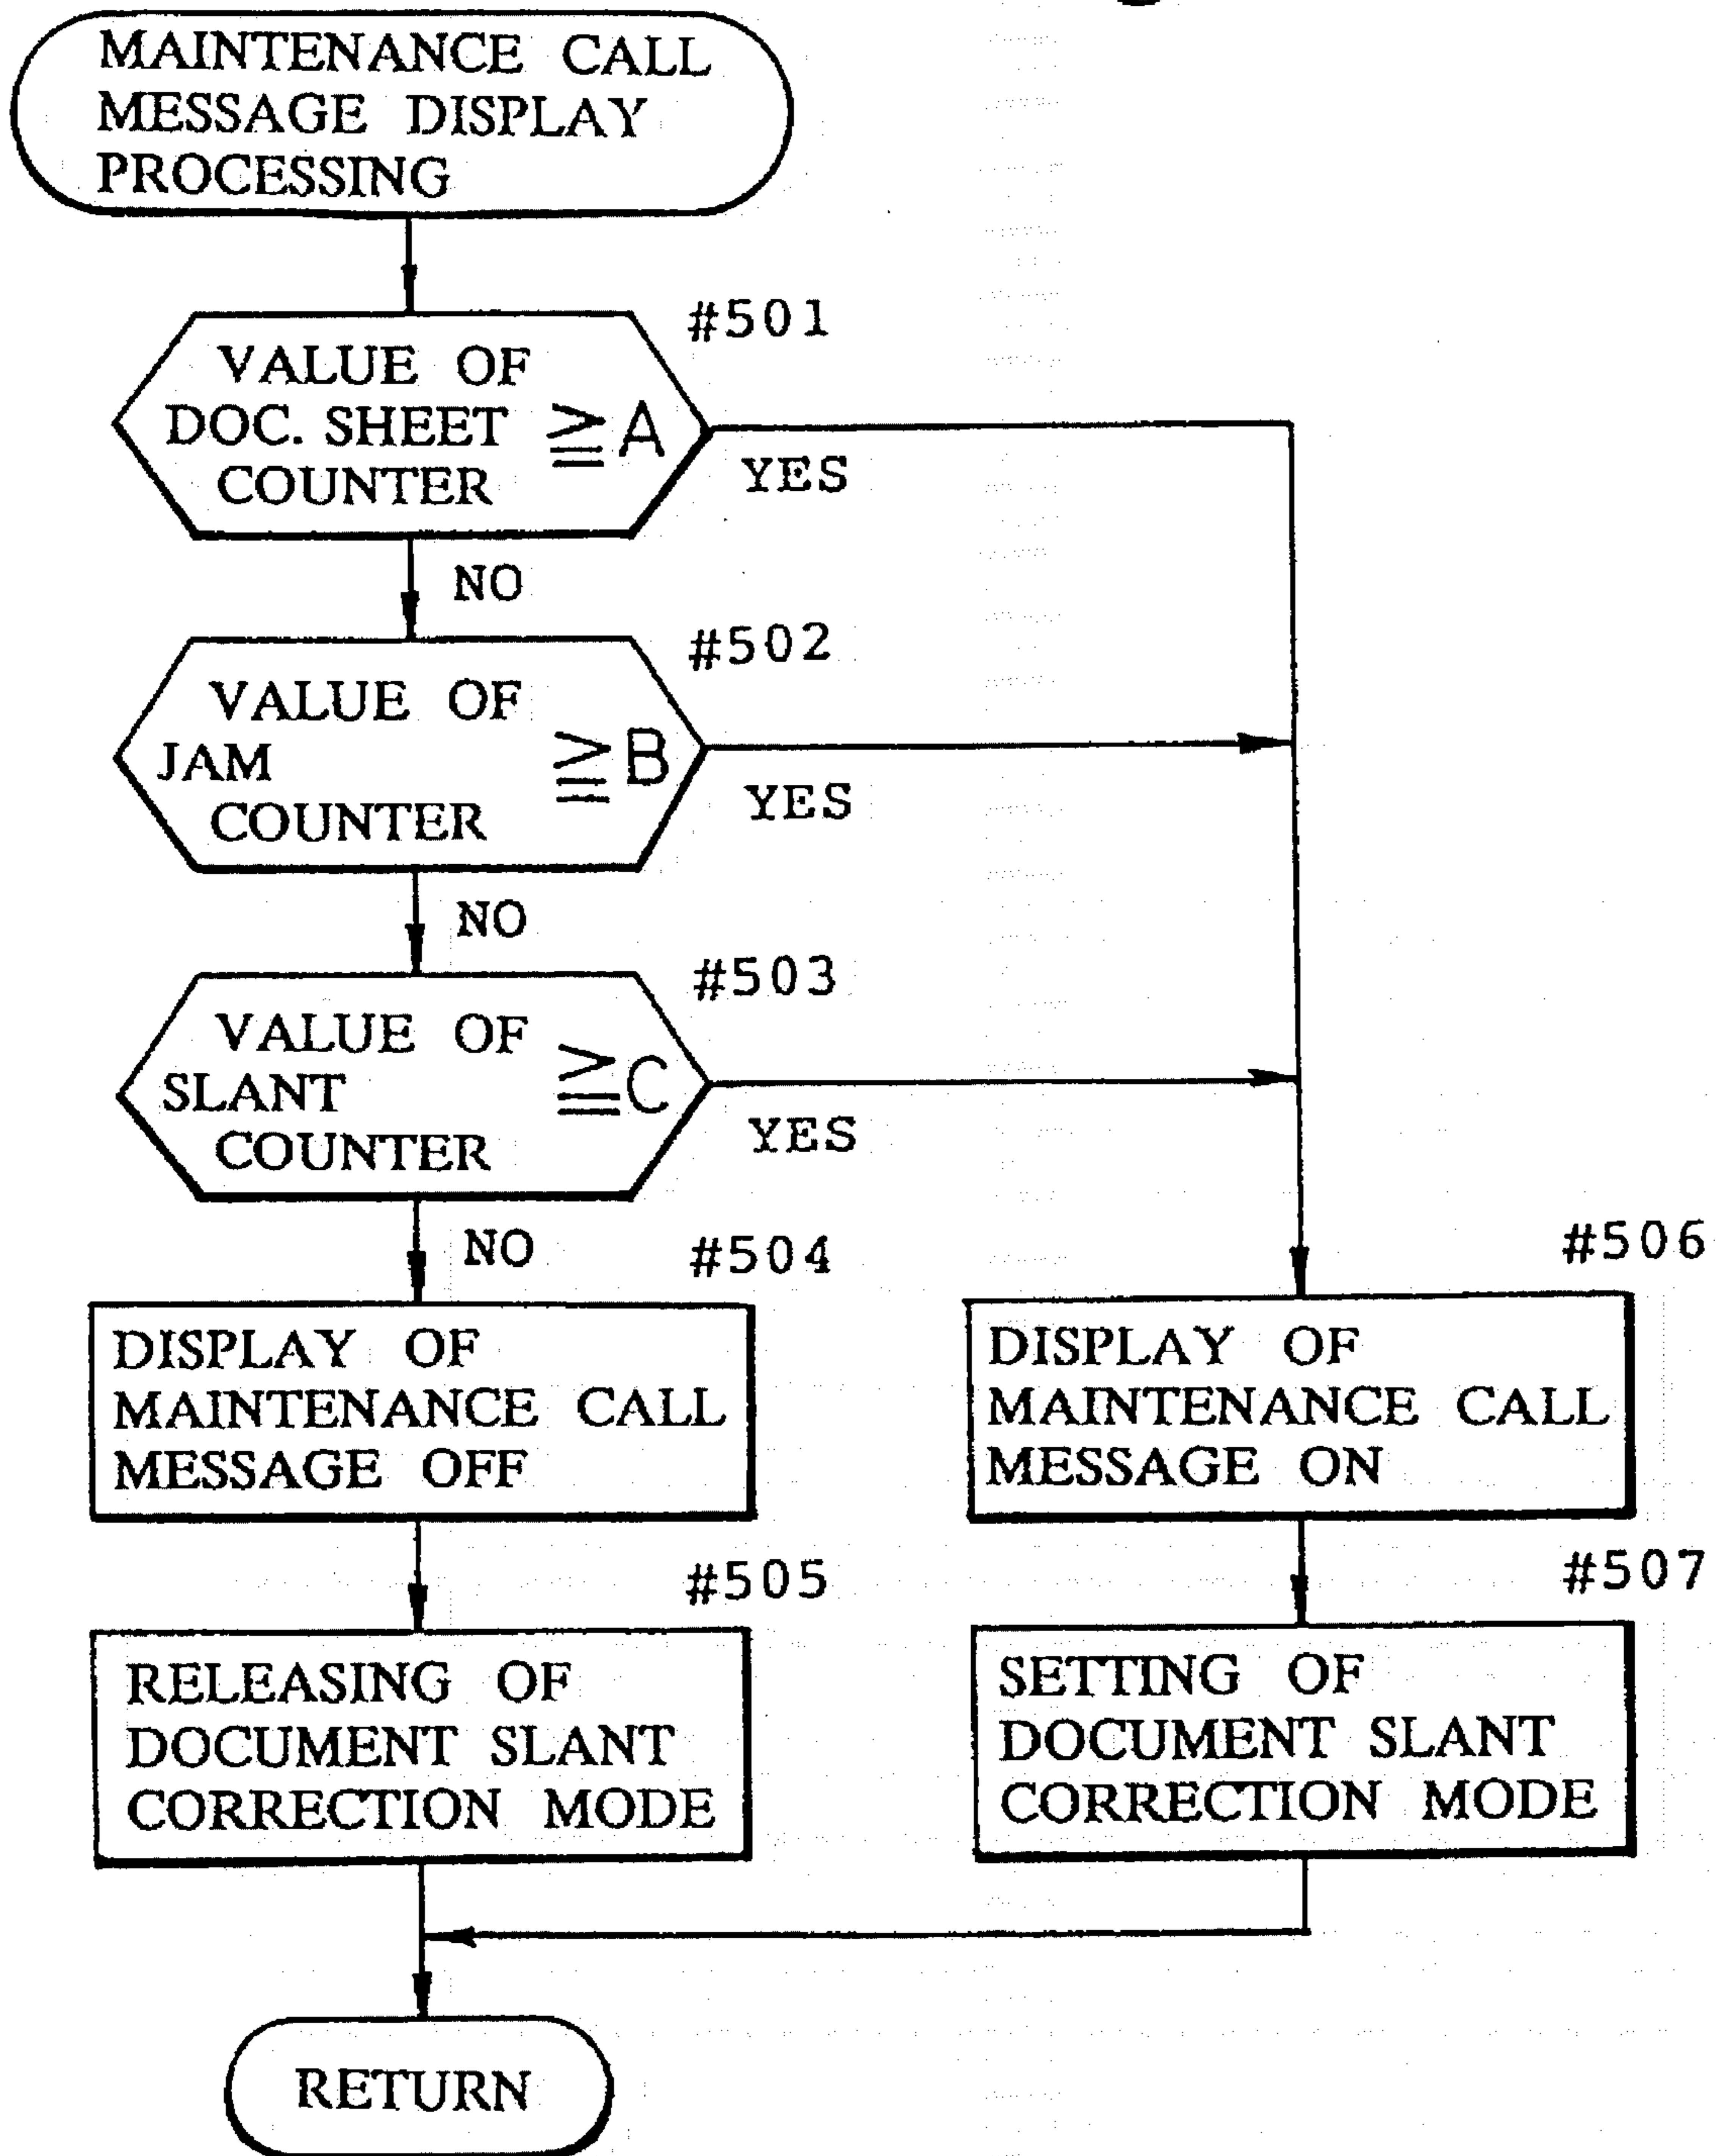 MAINTENANCE CALL
MESSAGE DISPLAY
PROCESSING
#501
VALUE OF
DOC. SHEET ≧A
COUNTER
YES
NO
#502
VALUE OF
JAM ≧B
COUNTER
YES
NO
#503
VALUE OF
SLANT ≧C
COUNTER
YES
NO
#504
DISPLAY OF
MAINTENANCE CALL
MESSAGE OFF
#506
DISPLAY OF
MAINTENANCE CALL
MESSAGE ON
#505
RELEASING OF
DOCUMENT SLANT
CORRECTION MODE
#507
SETTING OF
DOCUMENT SLANT
CORRECTION MODE
RETURN